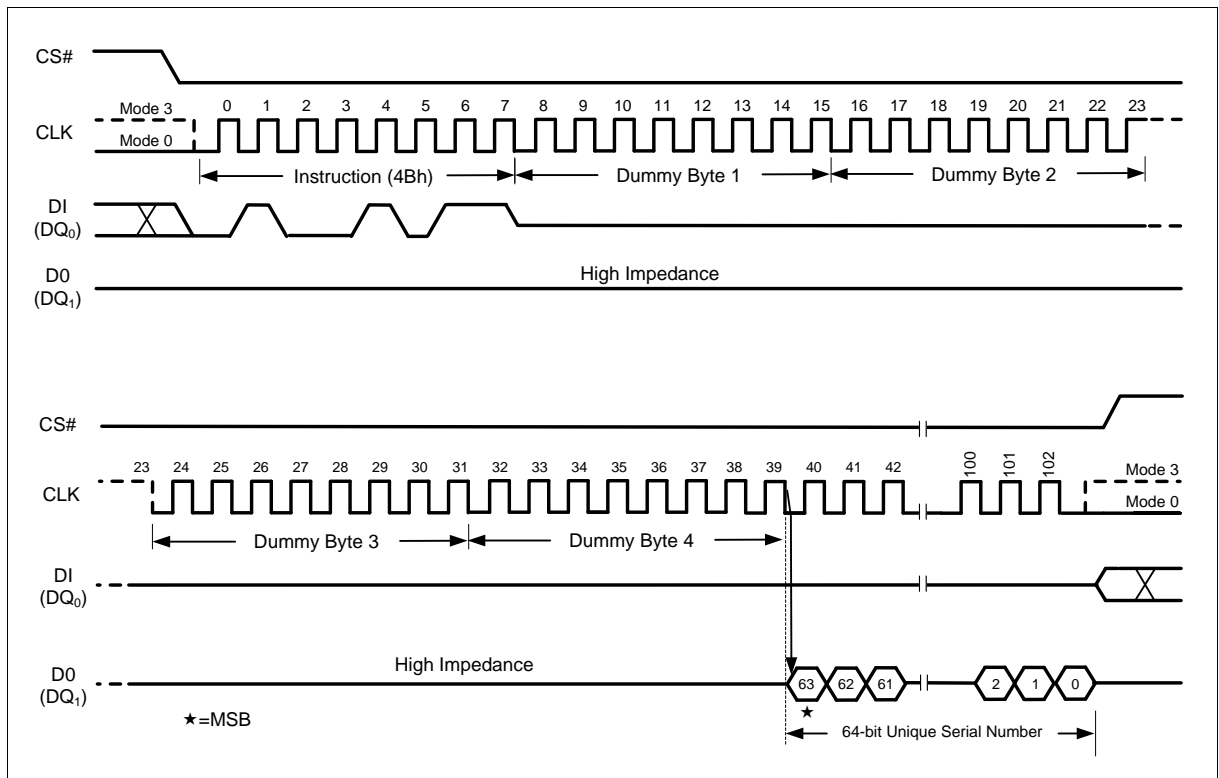 CS#
Mode 3
0 1 2 3 4 5 6 7 8 9 10 11 12 13 14 15 16 17 18 19 20 21 22 23
CLK
Mode 0
Instruction (4Bh) Dummy Byte 1 Dummy Byte 2
DI
(DQ0)
D0
(DQ1)
High Impedance
CS#
23 24 25 26 27 28 29 30 31 32 33 34 35 36 37 38 39 40 41 42 100 101 102
Mode 3
CLK
Mode 0
Dummy Byte 3 Dummy Byte 4
DI
(DQ0)
D0
(DQ1)
High Impedance
63 62 61 2 1 0
★=MSB
★
64-bit Unique Serial Number